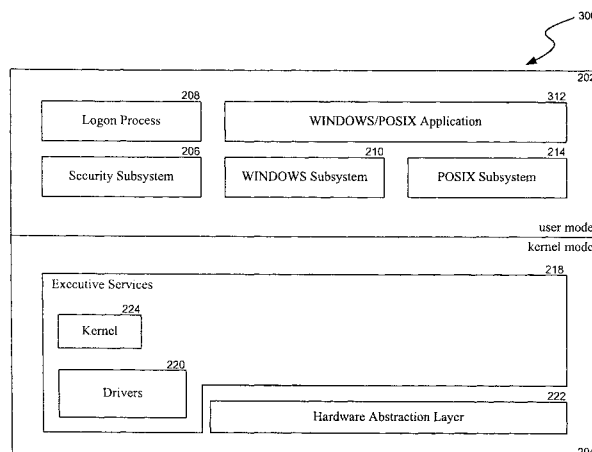 300
202
208
312
Logon Process
WINDOWS/POSIX Application
206
210
214
Security Subsystem
WINDOWS Subsystem
POSIX Subsystem
user mode
kernel mode
218
Executive Services
224
Kernel
220
Drivers
222
Hardware Abstraction Layer
204